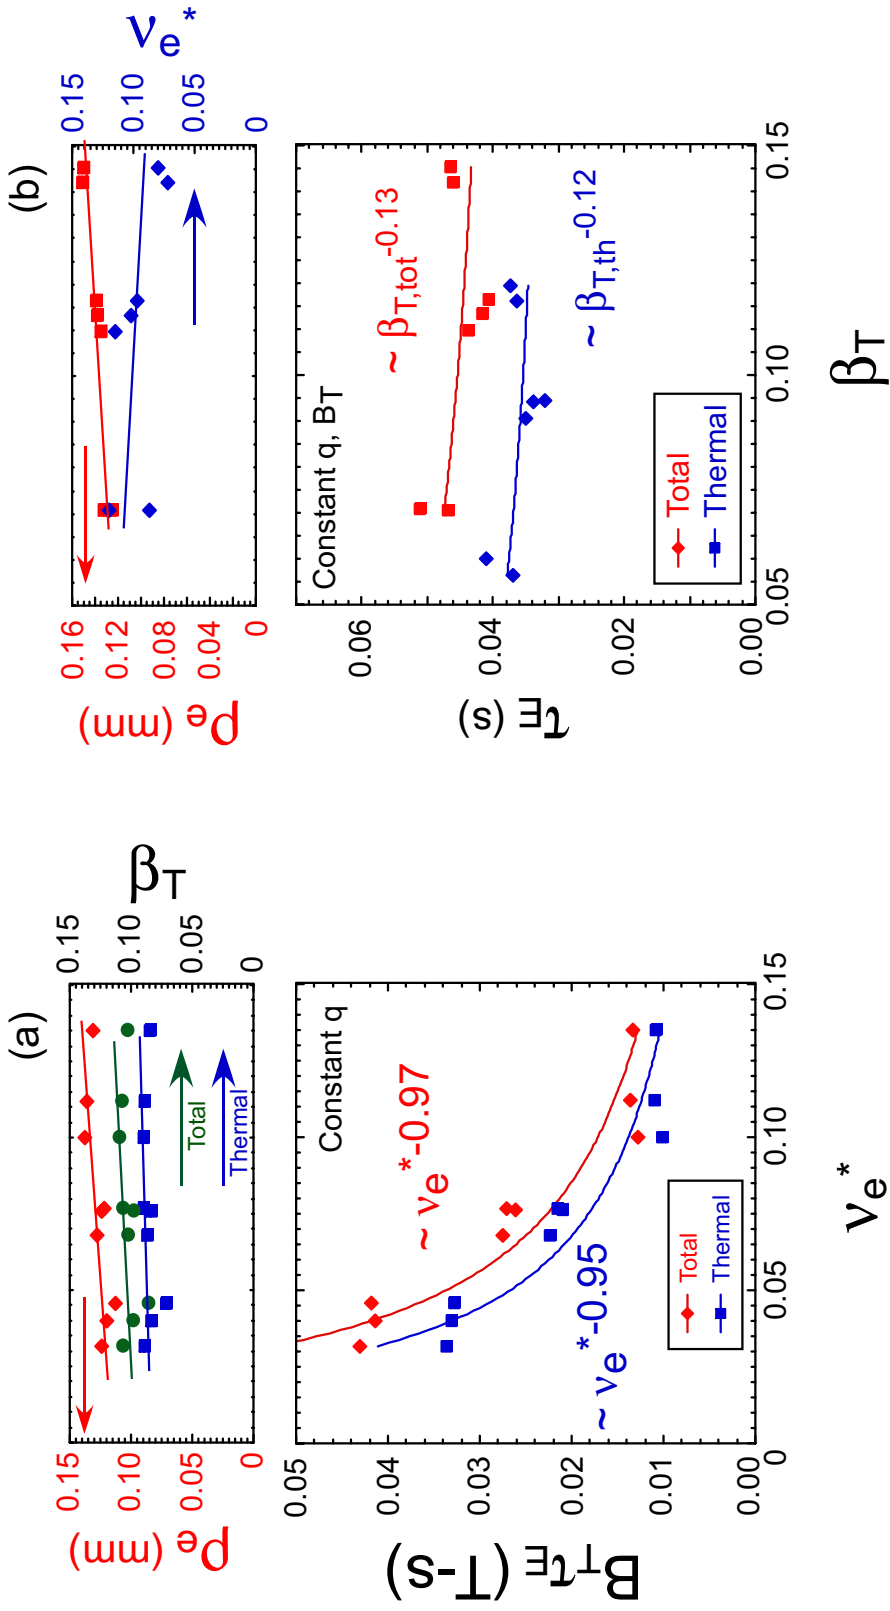 (a)
ρe (mm)
0.15
0.10
0.05
0
βT
0.15
0.10
0.05
0
Total
Thermal
BTτE (T-s)
0.05
0.04
0.03
0.02
0.01
0.00
Constant q
~ νe*-0.97
~ νe*-0.95
Total
Thermal
0
0.05
0.10
0.15
νe*
(b)
ρe (mm)
0.16
0.12
0.08
0.04
0
νe*
0.15
0.10
0.05
0
τE (s)
0.06
0.04
0.02
0.00
Constant q, BT
~ βT,tot-0.13
~ βT,th-0.12
Total
Thermal
0.05
0.10
0.15
βT